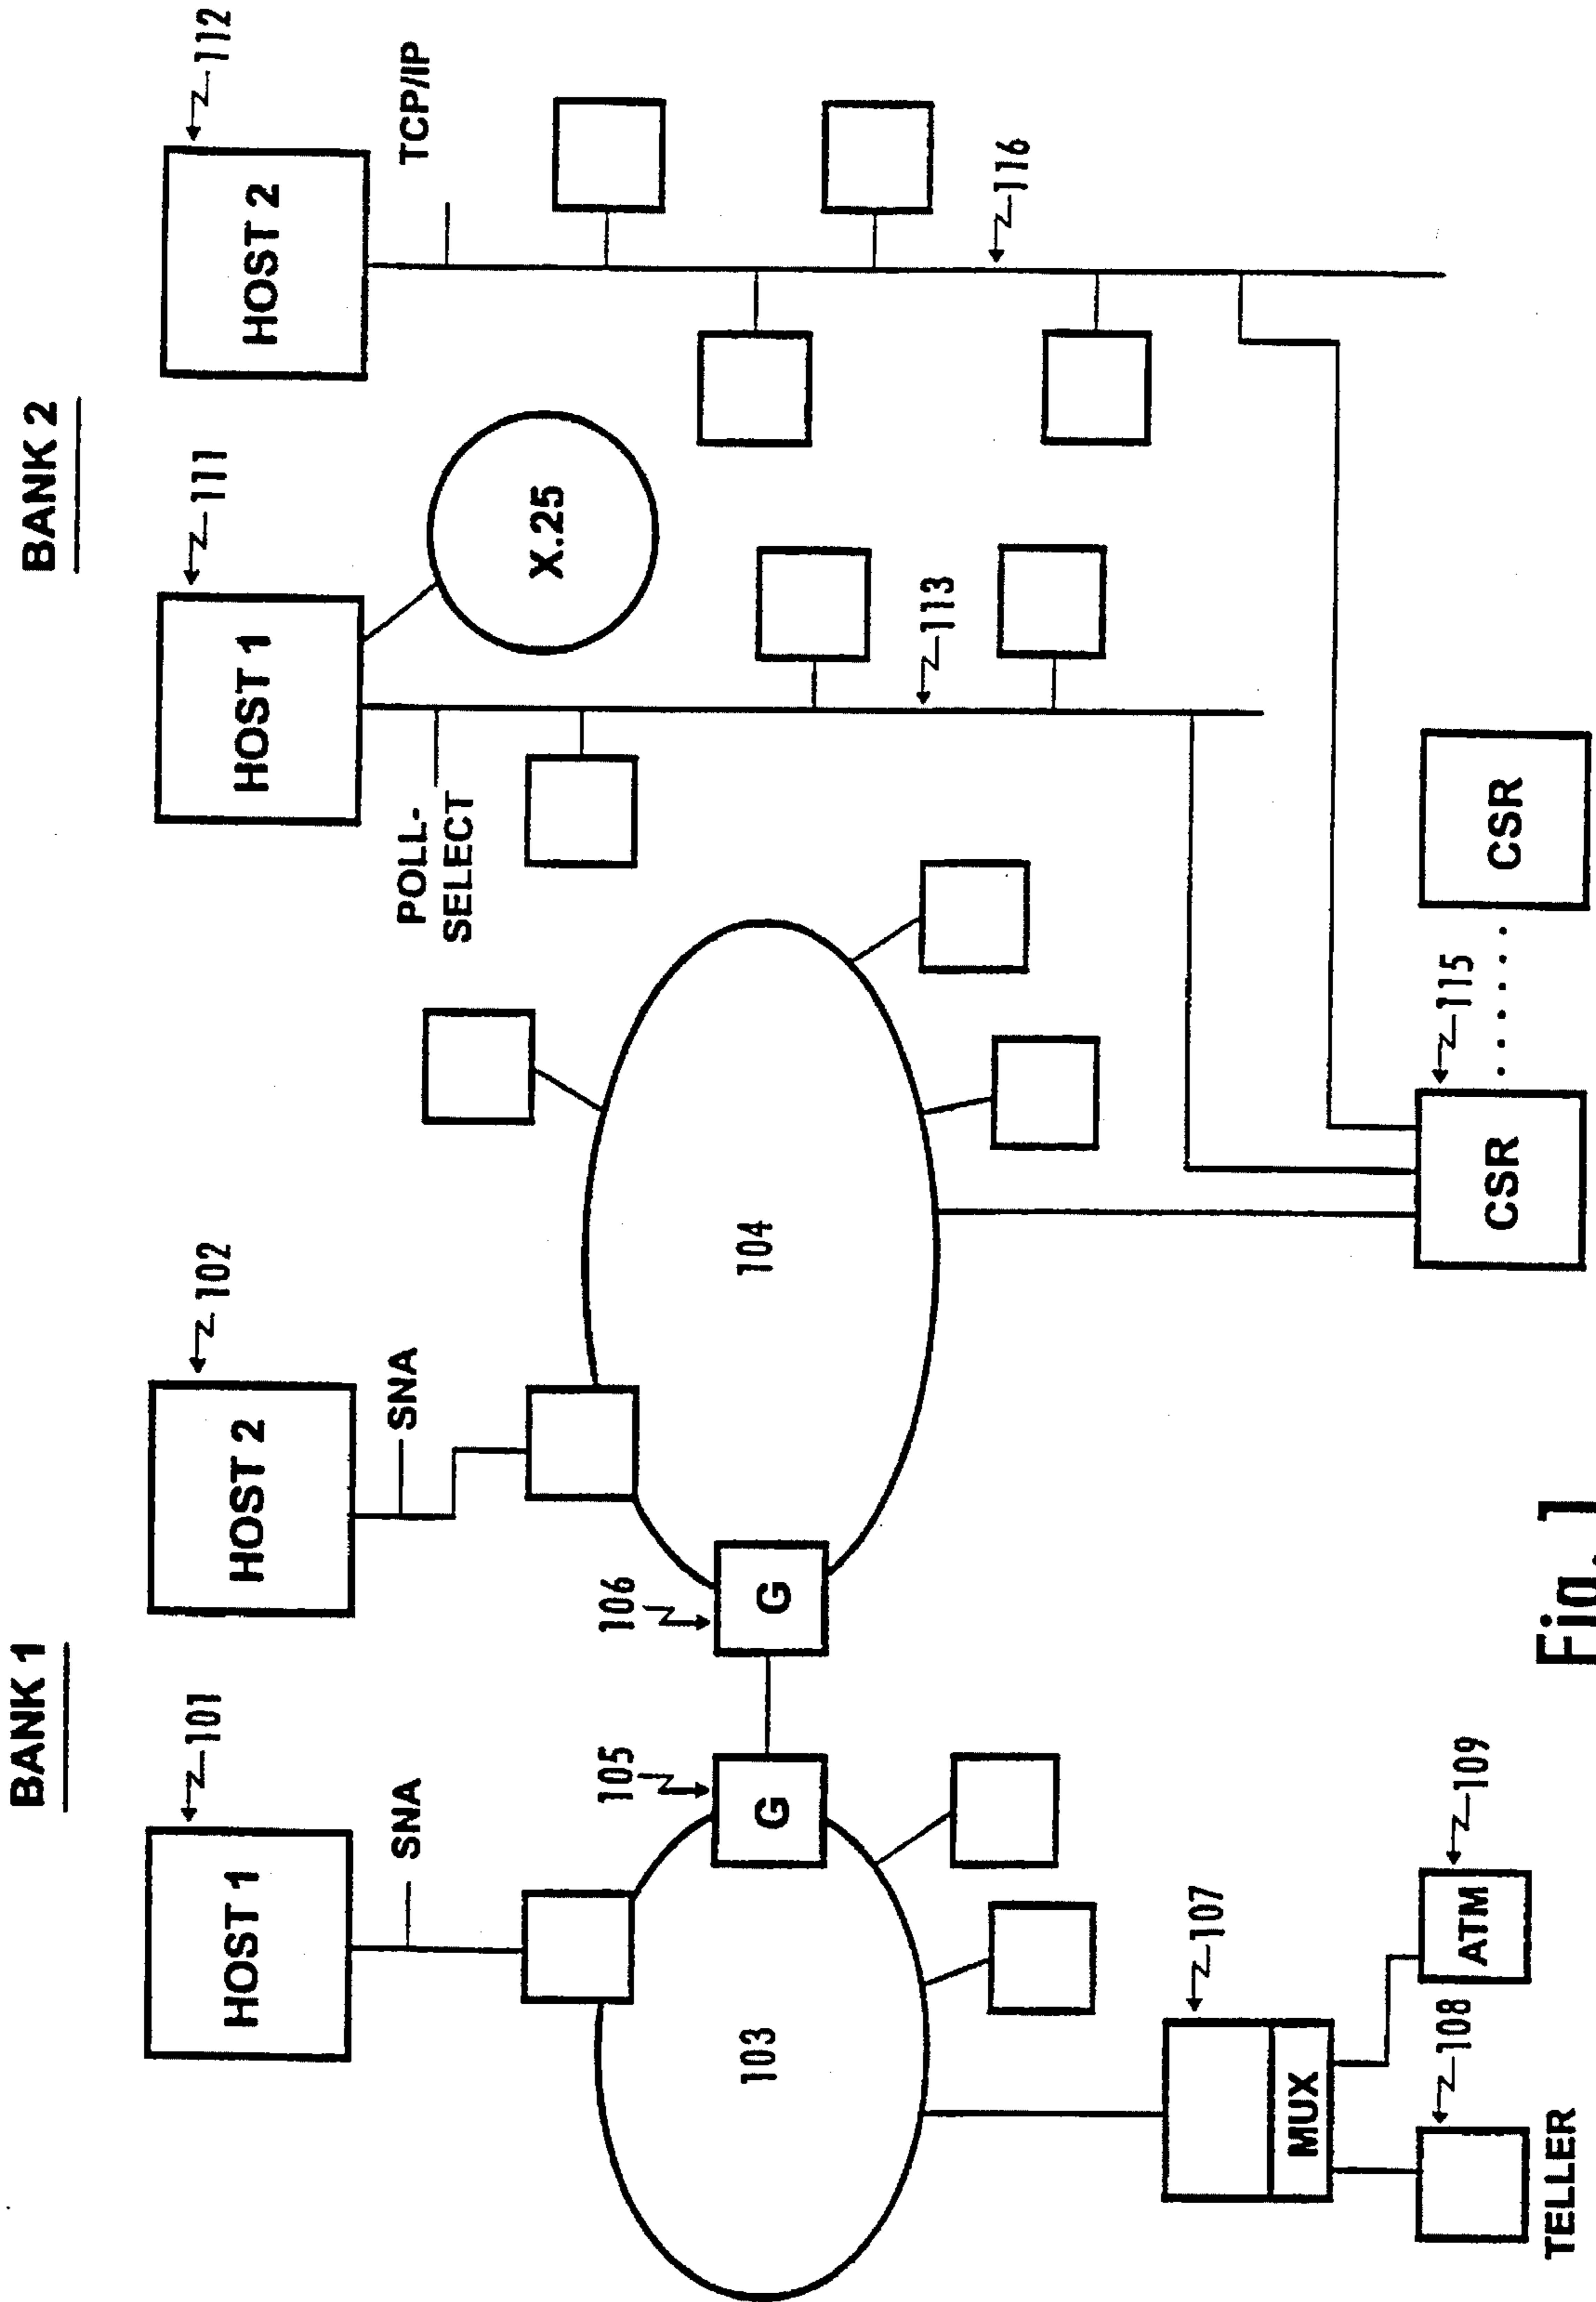 BANK 1
BANK 2
HOST 1
101
HOST 2
102
HOST 1
111
HOST 2
112
SNA
SNA
POLL-
SELECT
X.25
TCP/IP
105
G
106
G
103
104
113
116
107
MUX
108
TELLER
109
ATM
115
CSR
. . . . . .
CSR
Fig. 1